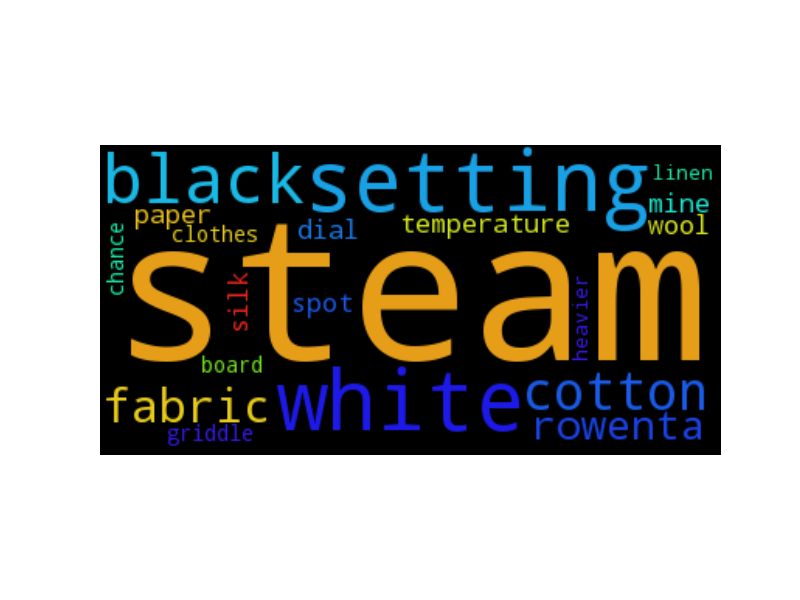 black setting linen
mine
paper temperature wool
clothes dial
chance
steam
silk spot heavier
board
fabric white cotton
griddle rowenta